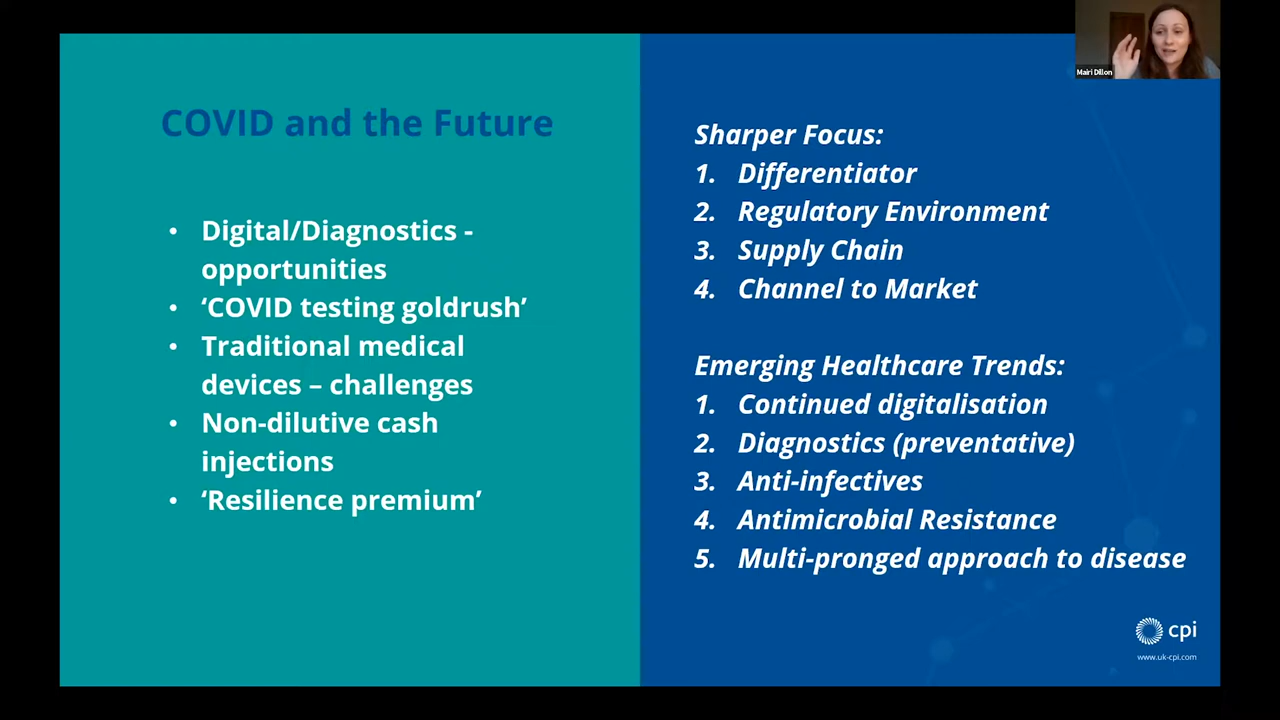 COVID and the Future
• Digital/Diagnostics -
opportunities
• ‘COVID testing goldrush’
• Traditional medical
devices – challenges
• Non-dilutive cash
injections
• ‘Resilience premium’
Sharper Focus:
1. Differentiator
2. Regulatory Environment
3. Supply Chain
4. Channel to Market
Emerging Healthcare Trends:
1. Continued digitalisation
2. Diagnostics (preventative)
3. Anti-infectives
4. Antimicrobial Resistance
5. Multi-pronged approach to disease
cpi
www.uk-cpi.com
Mairi Dillon